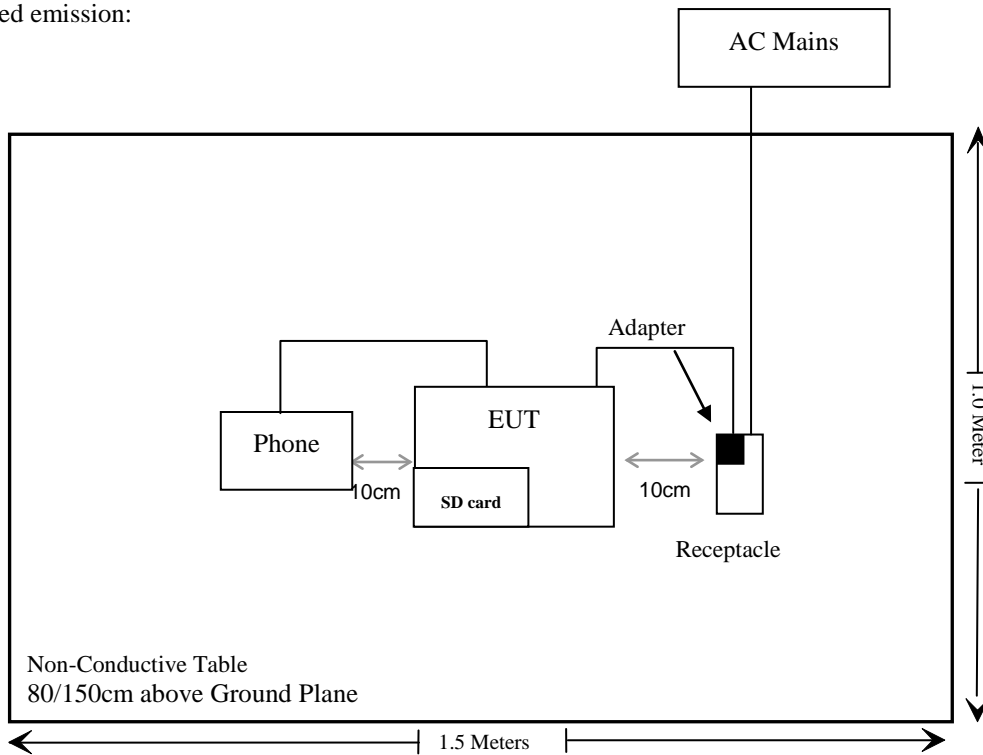 ed emission:
AC Mains
Adapter
EUT
Phone
10cm
SD card
10cm
Receptacle
1.0 Meter
Non-Conductive Table
80/150cm above Ground Plane
1.5 Meters